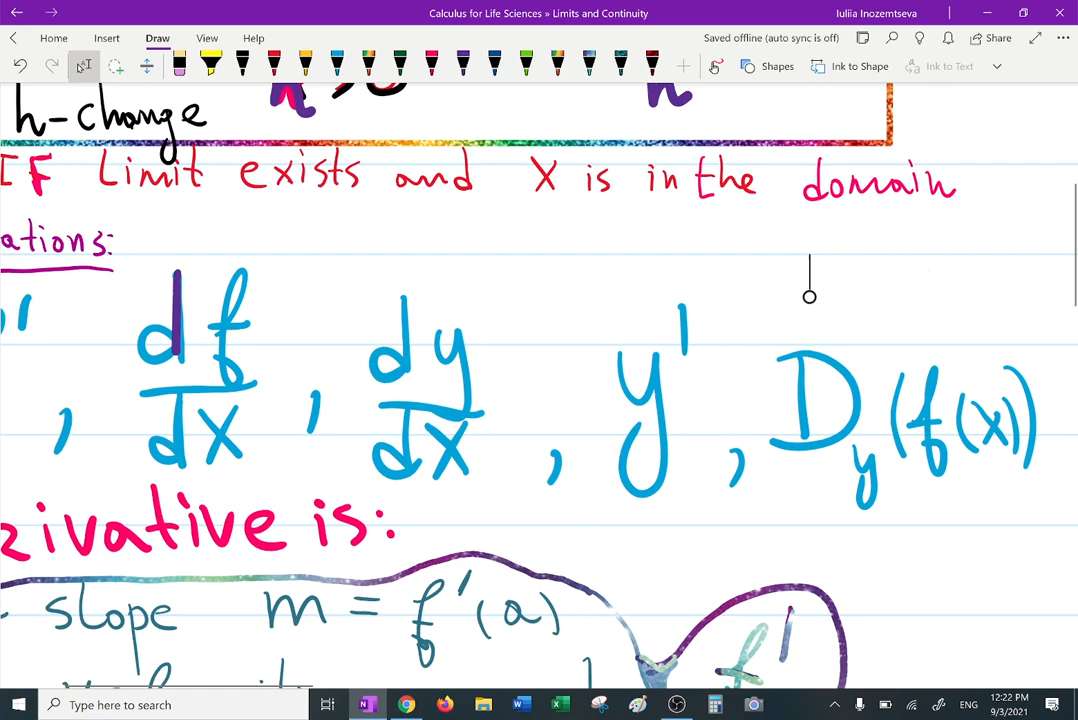 Calculus for Life Sciences » Limits and Continuity
Iuliia Inozemtseva
Home Insert Draw View Help
Saved offline (auto sync is off)
Share
Shapes
Ink to Shape
Ink to Text
h - change
h
IF Limit exists and X is in the domain
ations:
, df/dx , dy/dx , y' , D_y (f(x))
rivative is:
slope m = f'(a)
f'
Type here to search
ENG
12:22 PM
9/3/2021